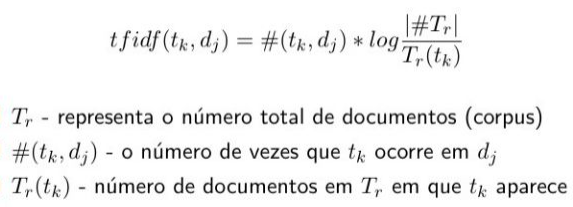 tfidf(t_k, d_j) = #(t_k, d_j) * log |#T_r| / T_r(t_k)
T_r - representa o número total de documentos (corpus)
#(t_k, d_j) - o número de vezes que t_k ocorre em d_j
T_r(t_k) - número de documentos em T_r em que t_k aparece